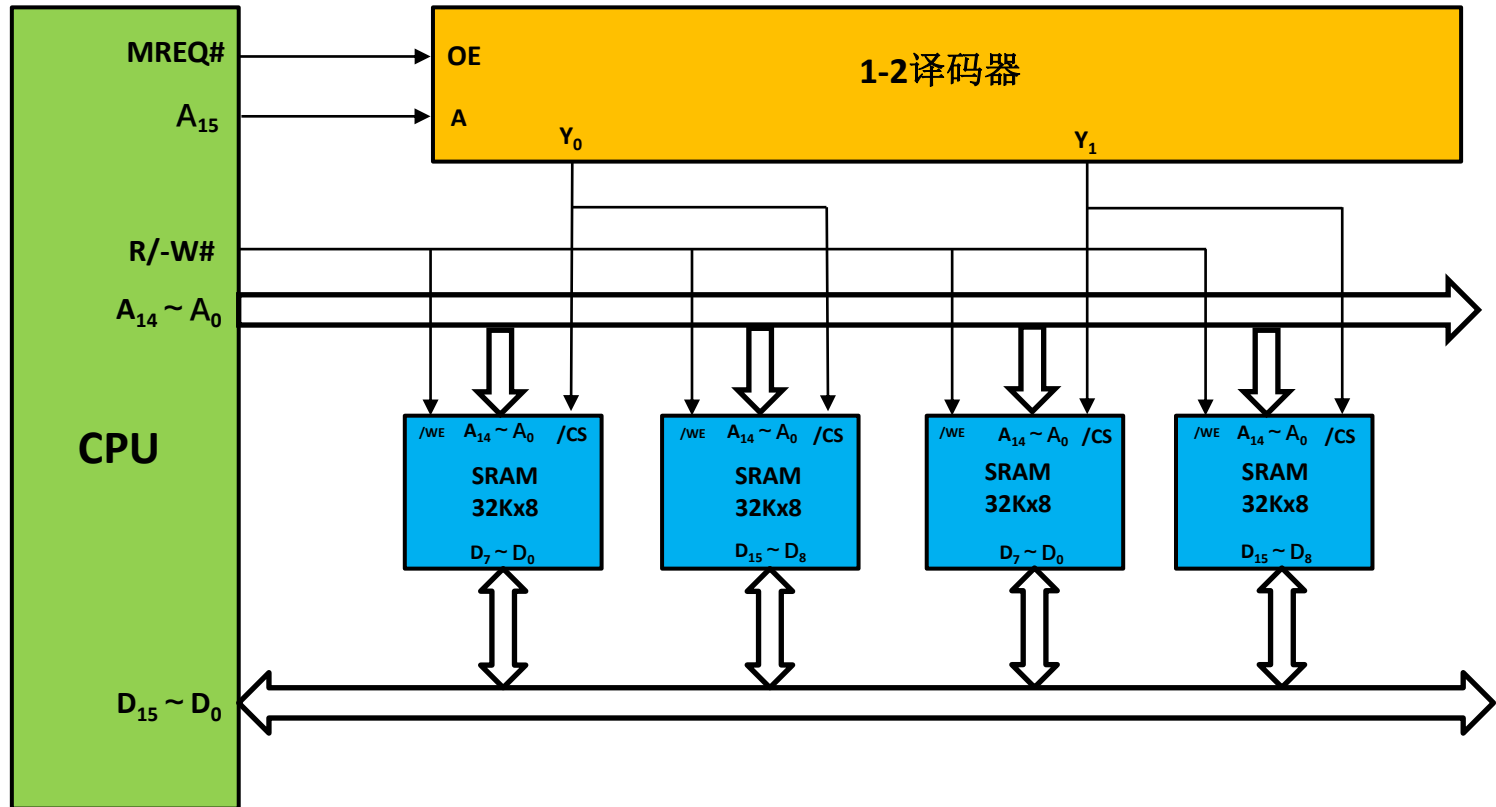 MREQ#
OE
1-2译码器
A₁₅
A
Y₀
Y₁
R/-W#
A₁₄ ~ A₀
CPU
/WE A₁₄ ~ A₀ /CS
SRAM
32Kx8
D₇ ~ D₀
/WE A₁₄ ~ A₀ /CS
SRAM
32Kx8
D₁₅ ~ D₈
/WE A₁₄ ~ A₀ /CS
SRAM
32Kx8
D₇ ~ D₀
/WE A₁₄ ~ A₀ /CS
SRAM
32Kx8
D₁₅ ~ D₈
D₁₅ ~ D₀